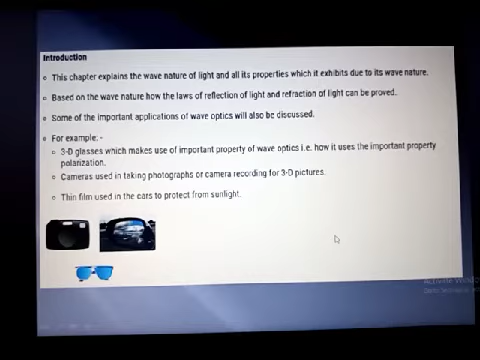 Introduction
This chapter explains the wave nature of light and all its properties which it exhibits due to its wave nature.
Based on the wave nature how the laws of reflection of light and refraction of light can be proved.
Some of the important applications of wave optics will also be discussed.
For example: -
3-D glasses which makes use of important property of wave optics i.e. how it uses the important property
polarization.
Cameras used in taking photographs or camera recording for 3-D pictures.
Thin film used in the cars to protect from sunlight.
Activate